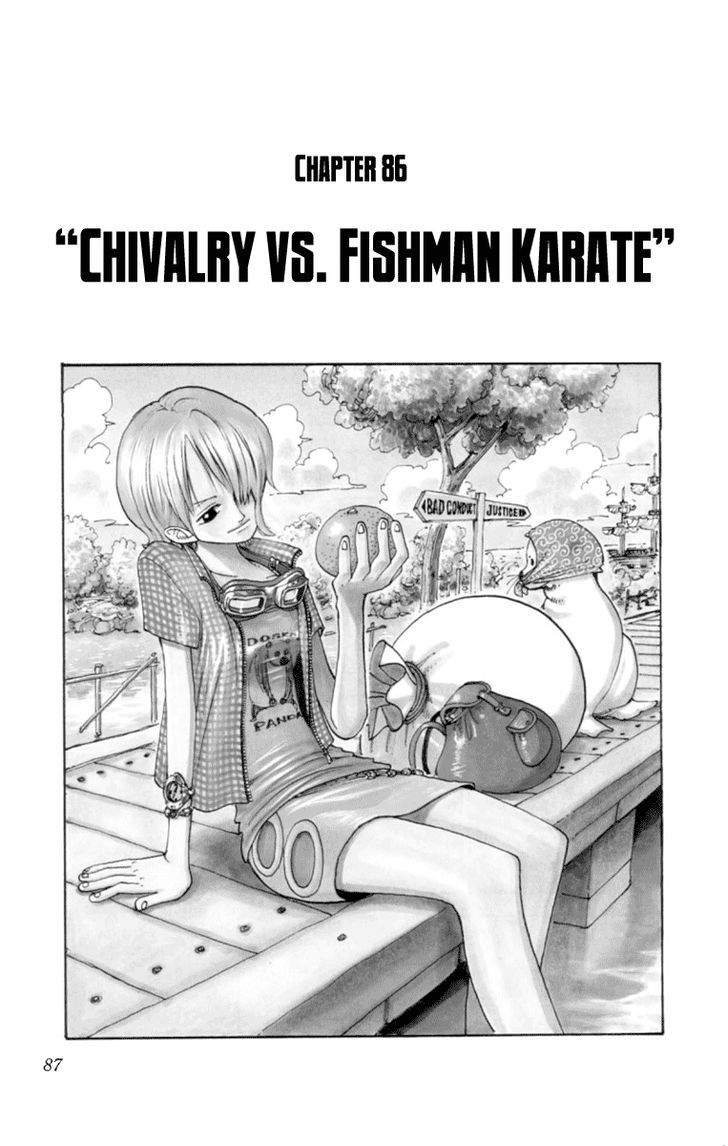 CHAPTER 86
“CHIVALRY VS. FISHMAN KARATE”
BAD CONDUCT
JUSTICE
DOSKOI
PANDA
87